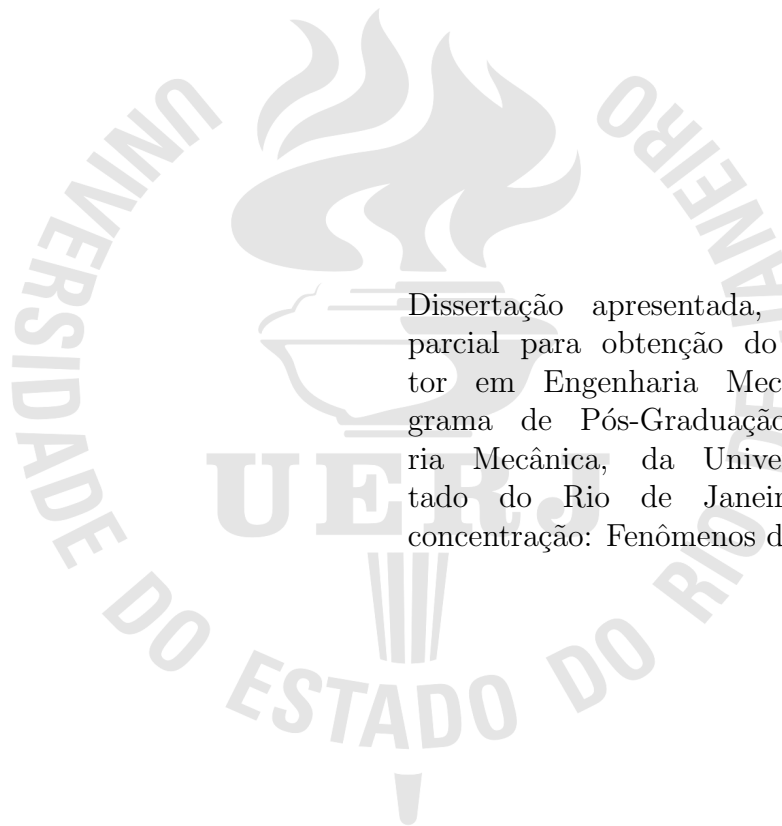 UNIVERSIDADE DO ESTADO DO RIO DE JANEIRO
UERJ
Dissertação apresentada,
parcial para obtenção do
tor em Engenharia Mec
grama de Pós-Graduação
ria Mecânica, da Unive
tado do Rio de Janeir
concentração: Fenômenos d